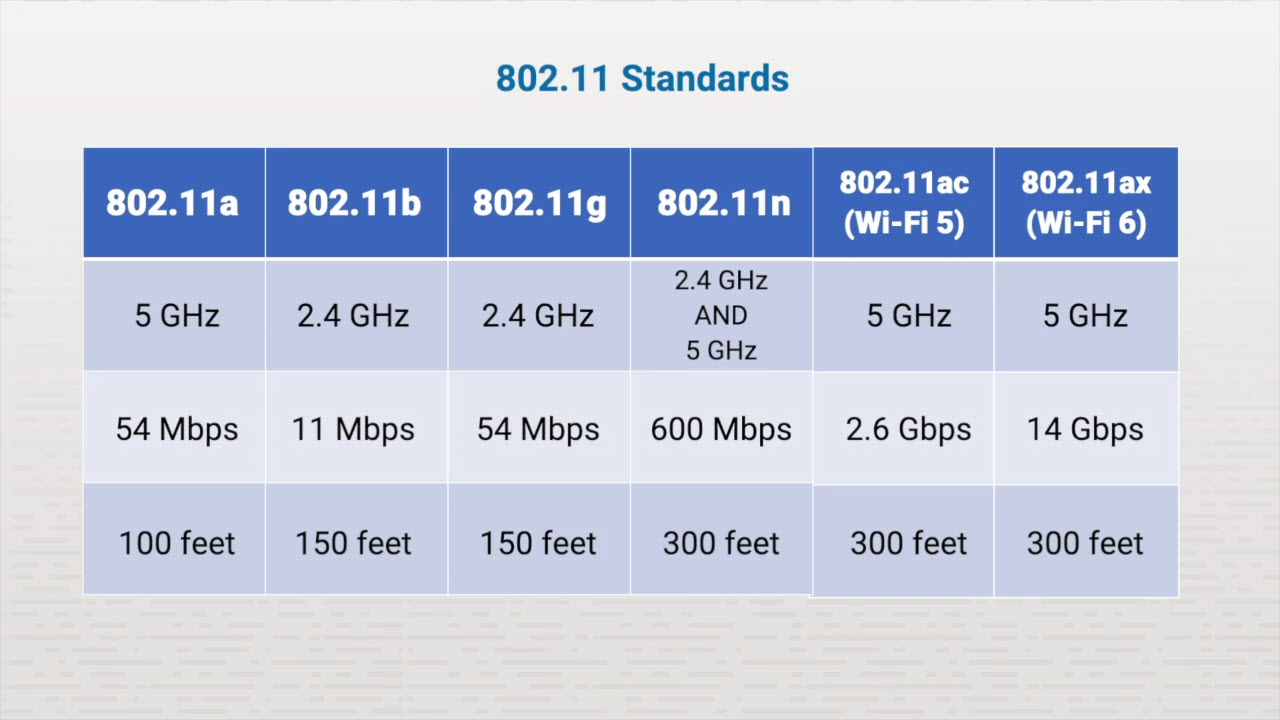 802.11 Standards
802.11a 802.11b 802.11g 802.11n 802.11ac (Wi-Fi 5) 802.11ax (Wi-Fi 6)
5 GHz 2.4 GHz 2.4 GHz 2.4 GHz AND 5 GHz 5 GHz 5 GHz
54 Mbps 11 Mbps 54 Mbps 600 Mbps 2.6 Gbps 14 Gbps
100 feet 150 feet 150 feet 300 feet 300 feet 300 feet